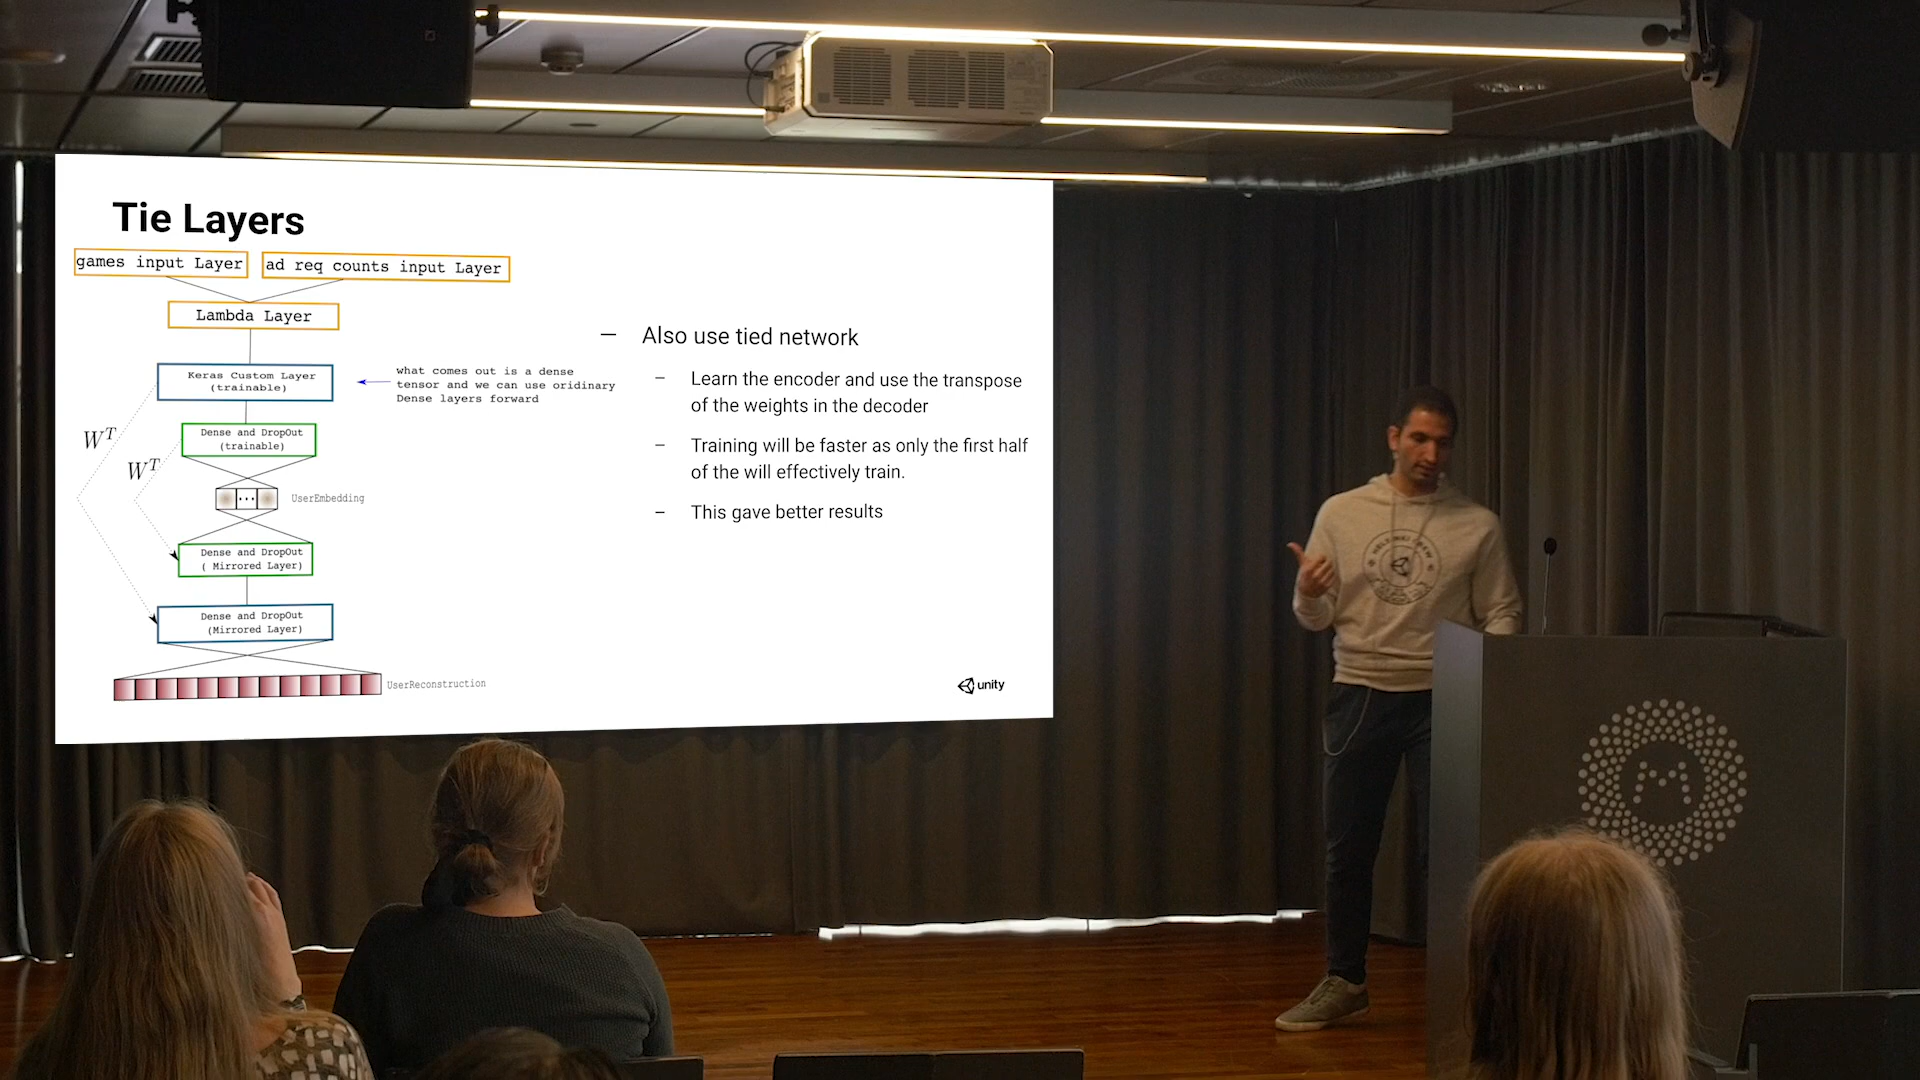 Tie Layers
games input Layer
ad req counts input Layer
Lambda Layer
Keras Custom Layer
(trainable)
what comes out is a dense
tensor and we can use oridinary
Dense layers forward
Dense and DropOut
(trainable)
W^T
W^T
UserEmbedding
Dense and DropOut
( Mirrored Layer)
Dense and DropOut
(Mirrored Layer)
UserReconstruction
— Also use tied network
– Learn the encoder and use the transpose
of the weights in the decoder
– Training will be faster as only the first half
of the will effectively train.
– This gave better results
unity
HELSINKI CREW
M